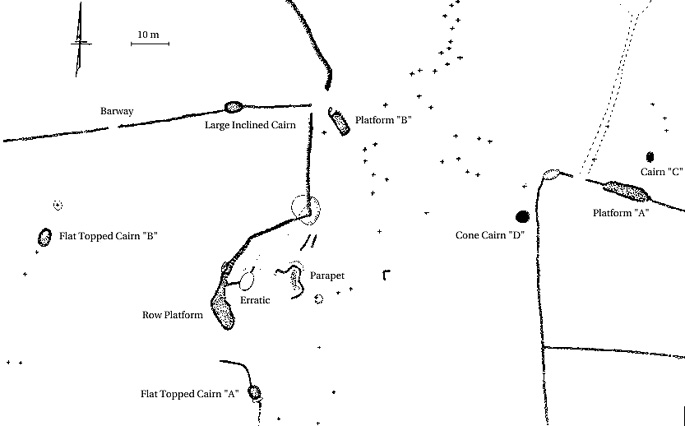 10 m
Barway
Large Inclined Cairn
Platform "B"
Cairn "C"
Platform "A"
Flat Topped Cairn "B"
Cone Cairn "D"
Parapet
Erratic
Row Platform
Flat Topped Cairn "A"